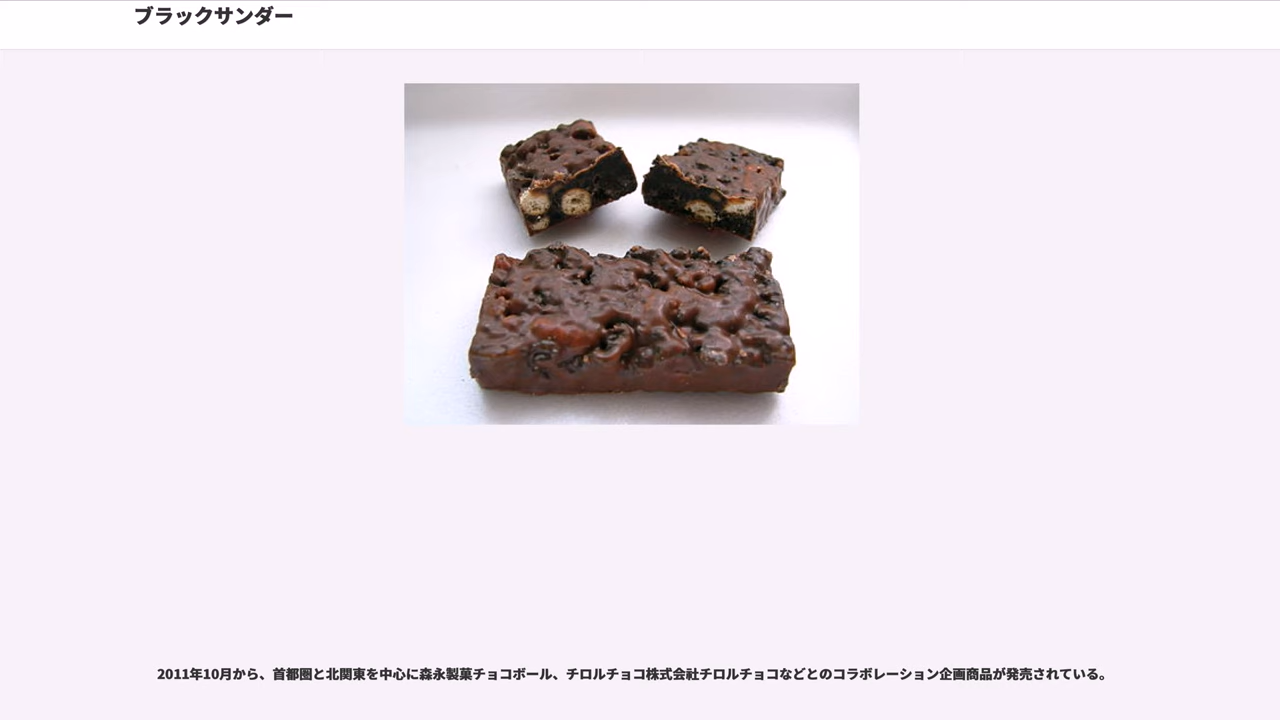 ブラックサンダー
2011年10月から、首都圏と北関東を中心に森永製菓チョコボール、チロルチョコ株式会社チロルチョコなどとのコラボレーション企画商品が発売されている。